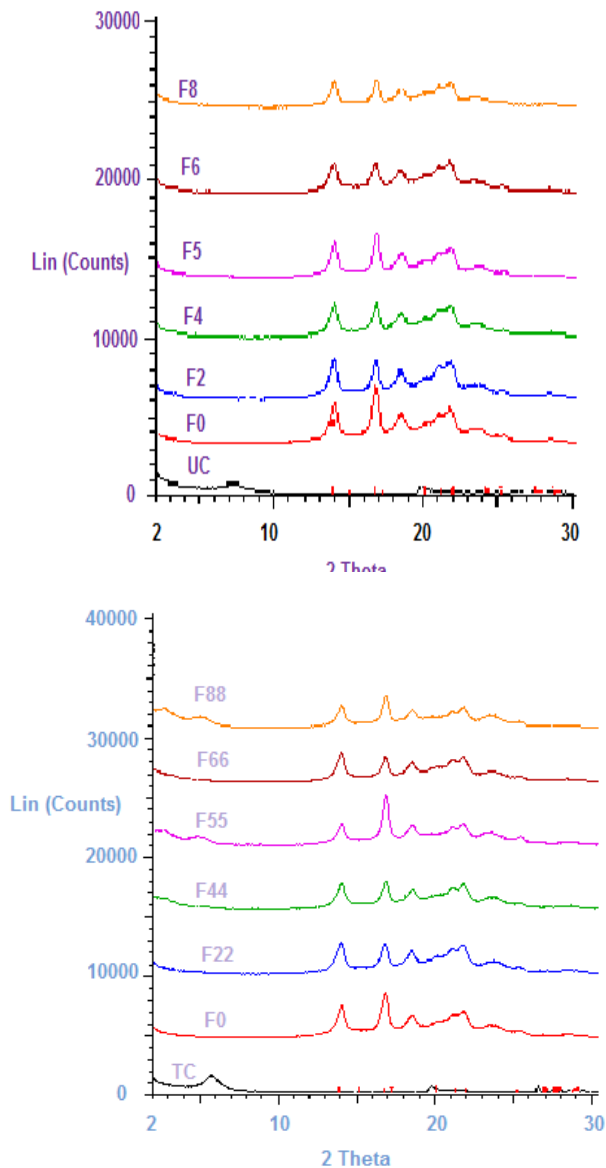 30000
F8
20000
F6
Lin (Counts)
F5
F4
10000
F2
F0
UC
0
2 10 20 30
2 Theta
40000
F88
30000
F66
Lin (Counts)
F55
20000
F44
F22
10000
F0
TC
0
2 10 20 30
2 Theta